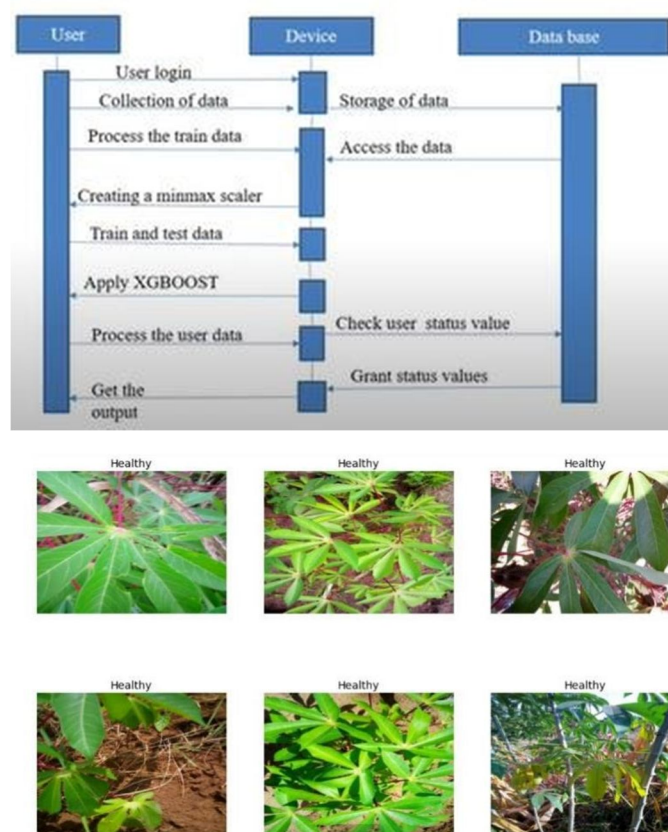 User
Device
Data base
User login
Collection of data
Storage of data
Process the train data
Access the data
Creating a minmax scaler
Train and test data
Apply XGBOOST
Check user status value
Process the user data
Grant status values
Get the
output
Healthy
Healthy
Healthy
Healthy
Healthy
Healthy